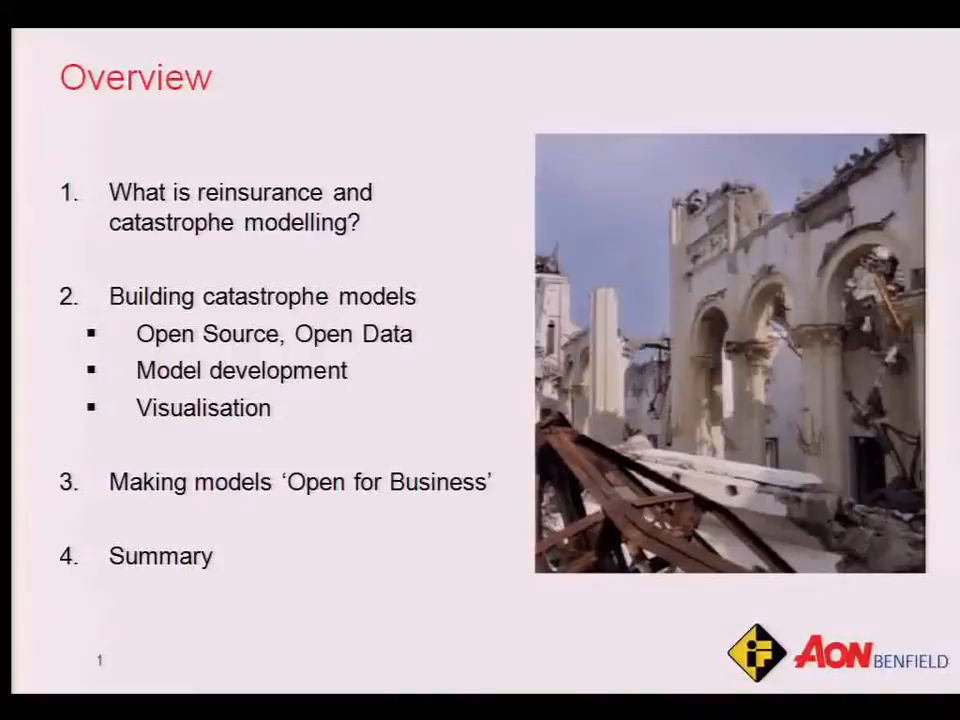 Overview
1. What is reinsurance and
catastrophe modelling?
2. Building catastrophe models
▪ Open Source, Open Data
▪ Model development
▪ Visualisation
3. Making models ‘Open for Business’
4. Summary
1
iF AON BENFIELD